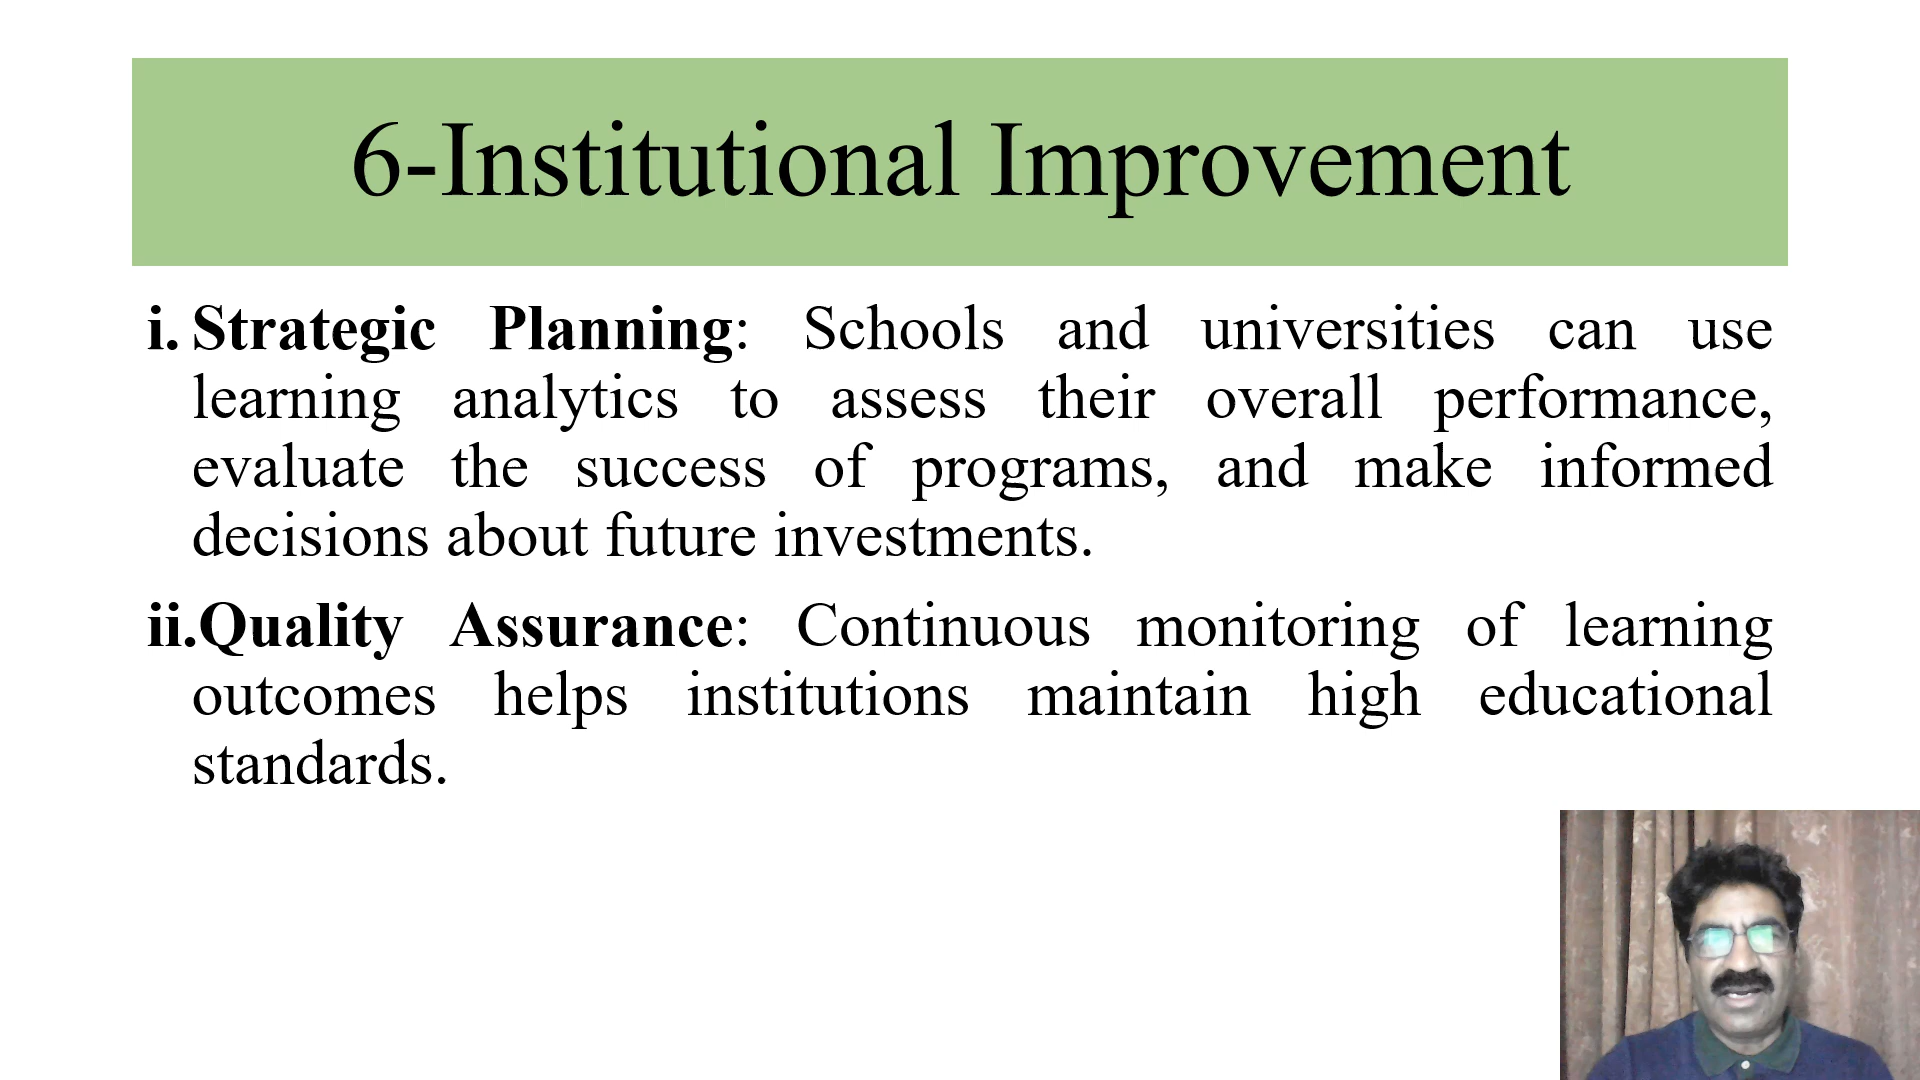 6-Institutional Improvement
i. Strategic Planning: Schools and universities can use
learning analytics to assess their overall performance,
evaluate the success of programs, and make informed
decisions about future investments.
ii.Quality Assurance: Continuous monitoring of learning
outcomes helps institutions maintain high educational
standards.